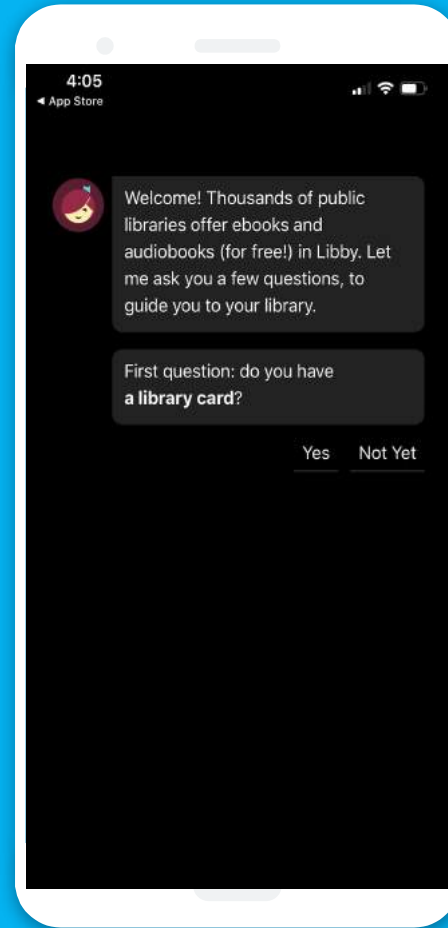 4:05
◀ App Store
Welcome! Thousands of public
libraries offer ebooks and
audiobooks (for free!) in Libby. Let
me ask you a few questions, to
guide you to your library.
First question: do you have
a library card?
Yes Not Yet